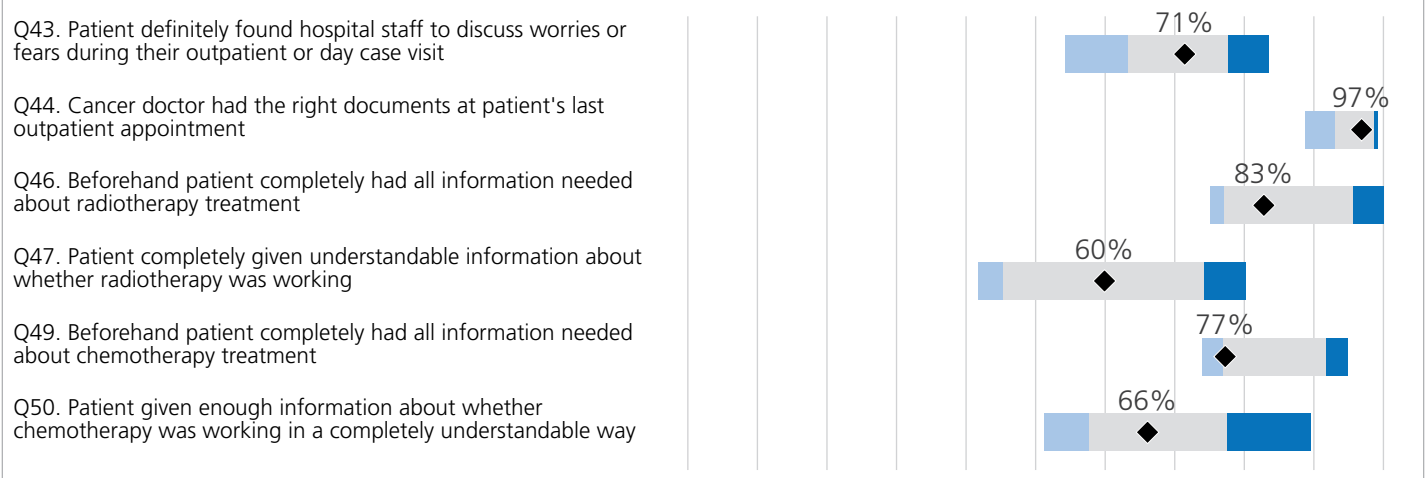 Q43. Patient definitely found hospital staff to discuss worries or
fears during their outpatient or day case visit
71%
Q44. Cancer doctor had the right documents at patient's last
outpatient appointment
97%
Q46. Beforehand patient completely had all information needed
about radiotherapy treatment
83%
Q47. Patient completely given understandable information about
whether radiotherapy was working
60%
Q49. Beforehand patient completely had all information needed
about chemotherapy treatment
77%
Q50. Patient given enough information about whether
chemotherapy was working in a completely understandable way
66%